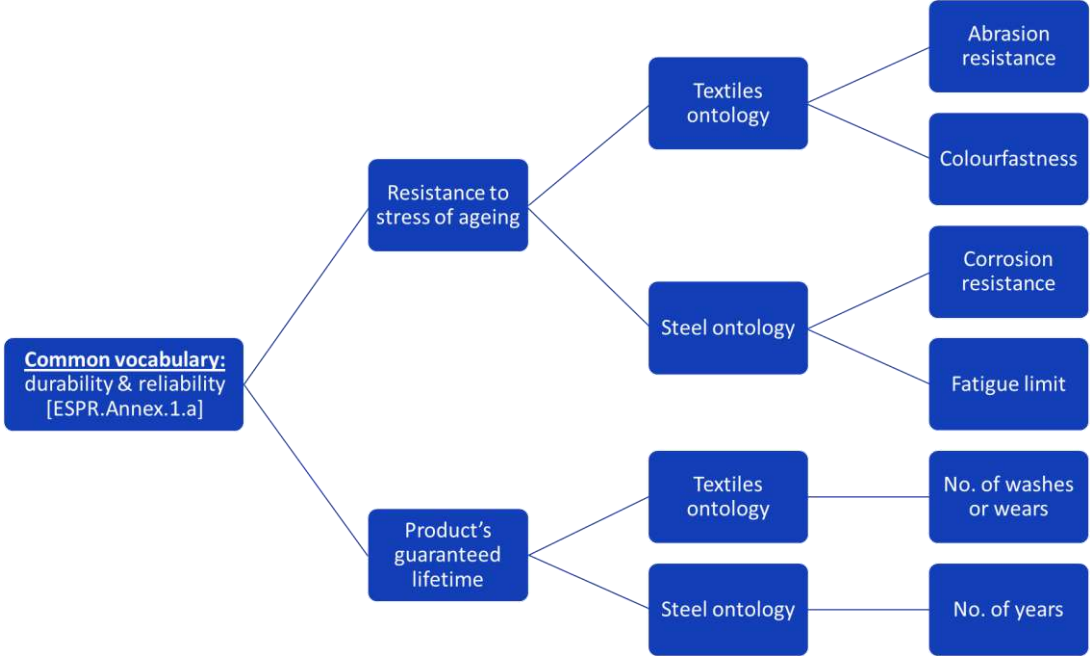 Common vocabulary:
durability & reliability
[ESPR.Annex.1.a]
Resistance to
stress of ageing
Textiles
ontology
Abrasion
resistance
Colourfastness
Steel ontology
Corrosion
resistance
Fatigue limit
Product's
guaranteed
lifetime
Textiles
ontology
No. of washes
or wears
Steel ontology
No. of years